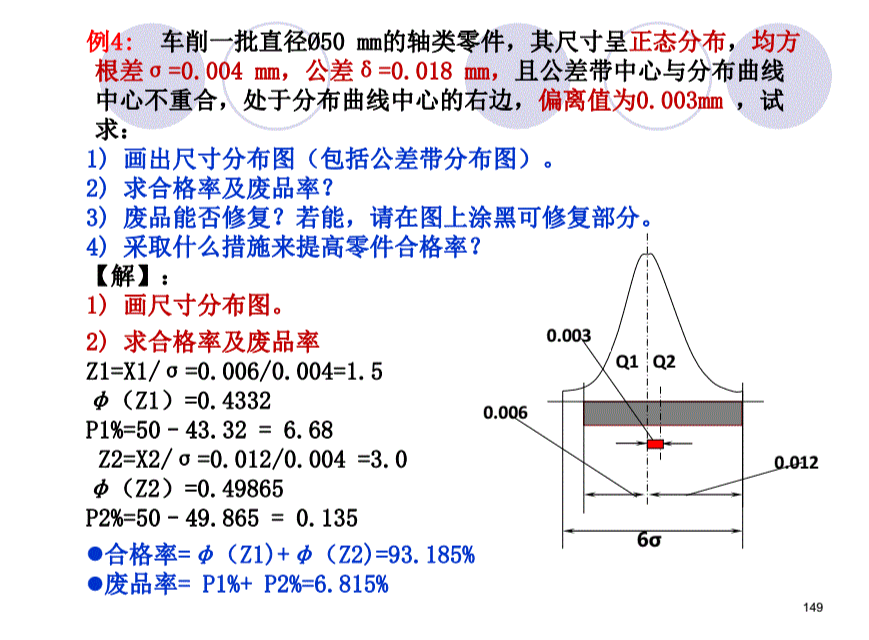 例4： 车削一批直径Ø50 mm的轴类零件，其尺寸呈正态分布，均方
根差σ=0.004 mm，公差δ=0.018 mm，且公差带中心与分布曲线
中心不重合，处于分布曲线中心的右边，偏离值为0.003mm ，试
求：
1) 画出尺寸分布图（包括公差带分布图）。
2) 求合格率及废品率？
3) 废品能否修复？若能，请在图上涂黑可修复部分。
4) 采取什么措施来提高零件合格率？
【解】：
1) 画尺寸分布图。
2) 求合格率及废品率
Z1=X1/σ=0.006/0.004=1.5
φ（Z1）=0.4332
P1%=50－43.32 = 6.68
Z2=X2/σ=0.012/0.004 =3.0
φ（Z2）=0.49865
P2%=50－49.865 = 0.135
●合格率=φ（Z1)+φ（Z2)=93.185%
●废品率= P1%+ P2%=6.815%
0.003
Q1 Q2
0.006
0.012
6σ
149